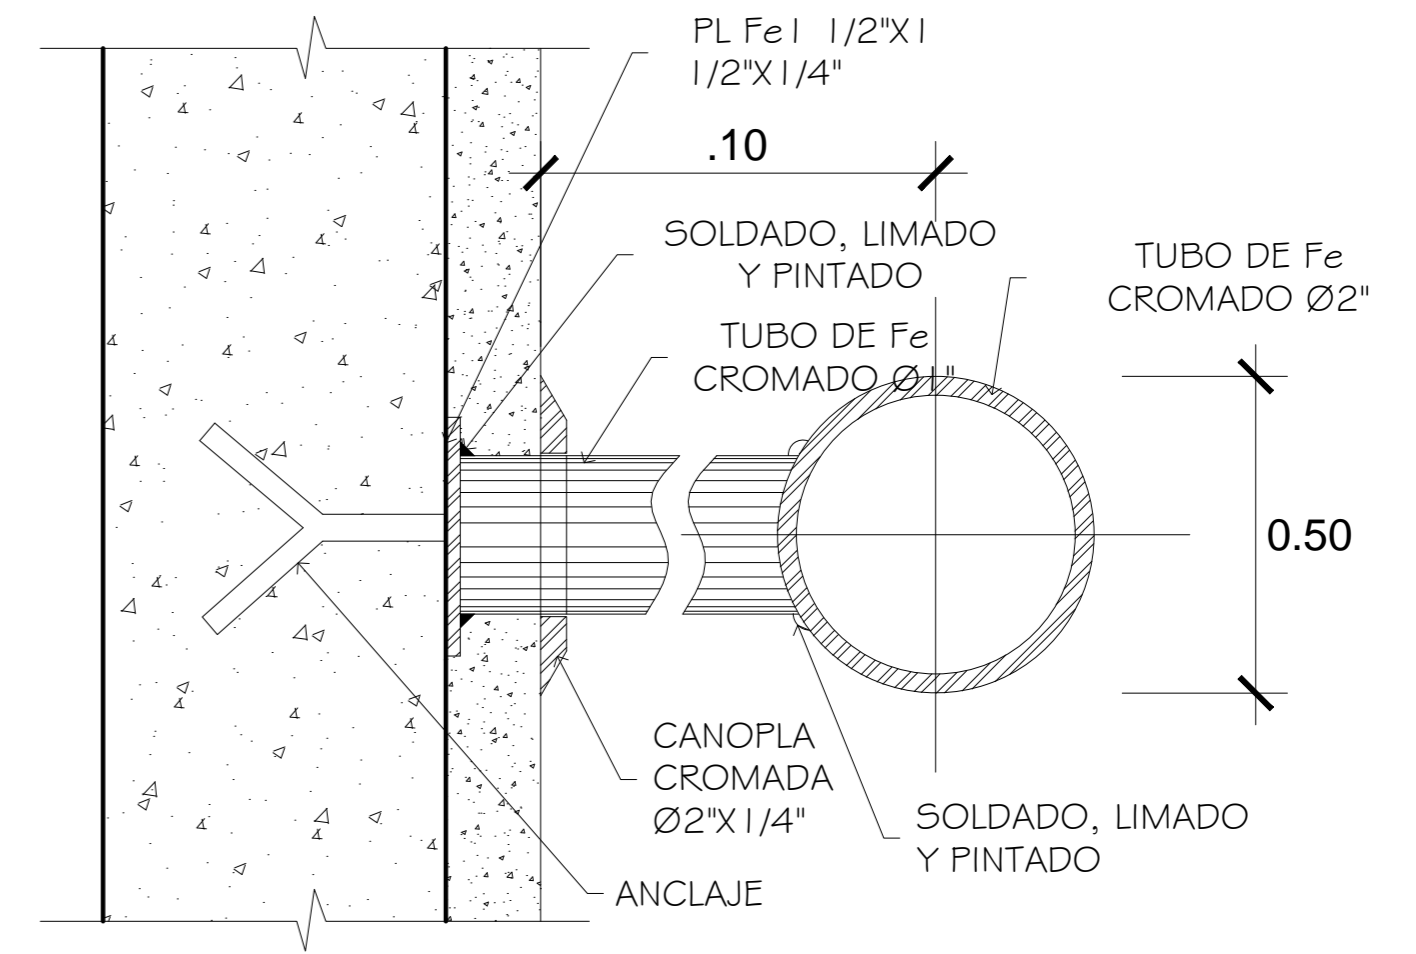 PL Fe1 1/2"X1
1/2"X1/4"
.10
SOLDADO, LIMADO
Y PINTADO
TUBO DE Fe
CROMADO Ø2"
TUBO DE Fe
CROMADO Ø1"
0.50
CANOPLA
CROMADA
Ø2"X1/4"
SOLDADO, LIMADO
Y PINTADO
ANCLAJE